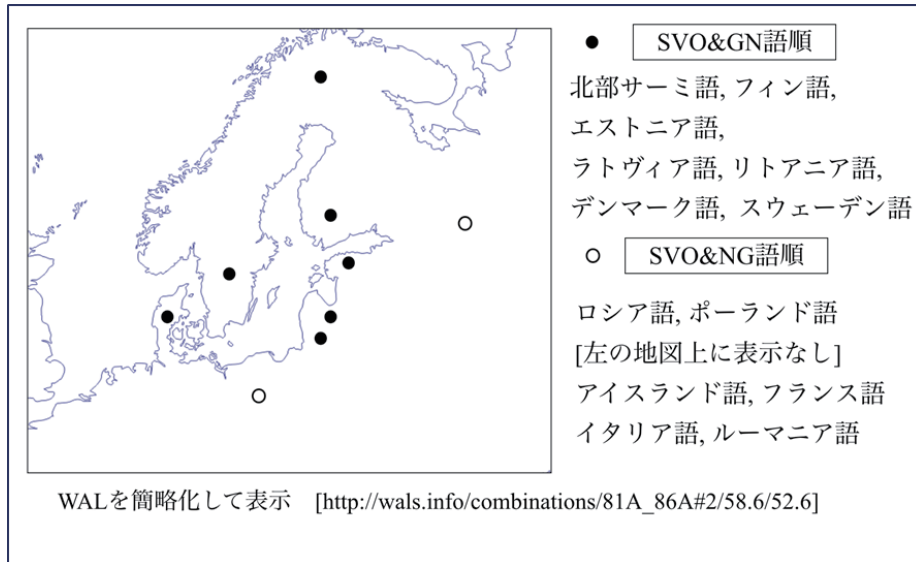 ● SVO&GN語順
北部サーミ語, フィン語,
エストニア語,
ラトヴィア語, リトアニア語,
デンマーク語, スウェーデン語
○ SVO&NG語順
ロシア語, ポーランド語
[左の地図上に表示なし]
アイスランド語, フランス語
イタリア語, ルーマニア語
WALを簡略化して表示 [http://wals.info/combinations/81A_86A#2/58.6/52.6]